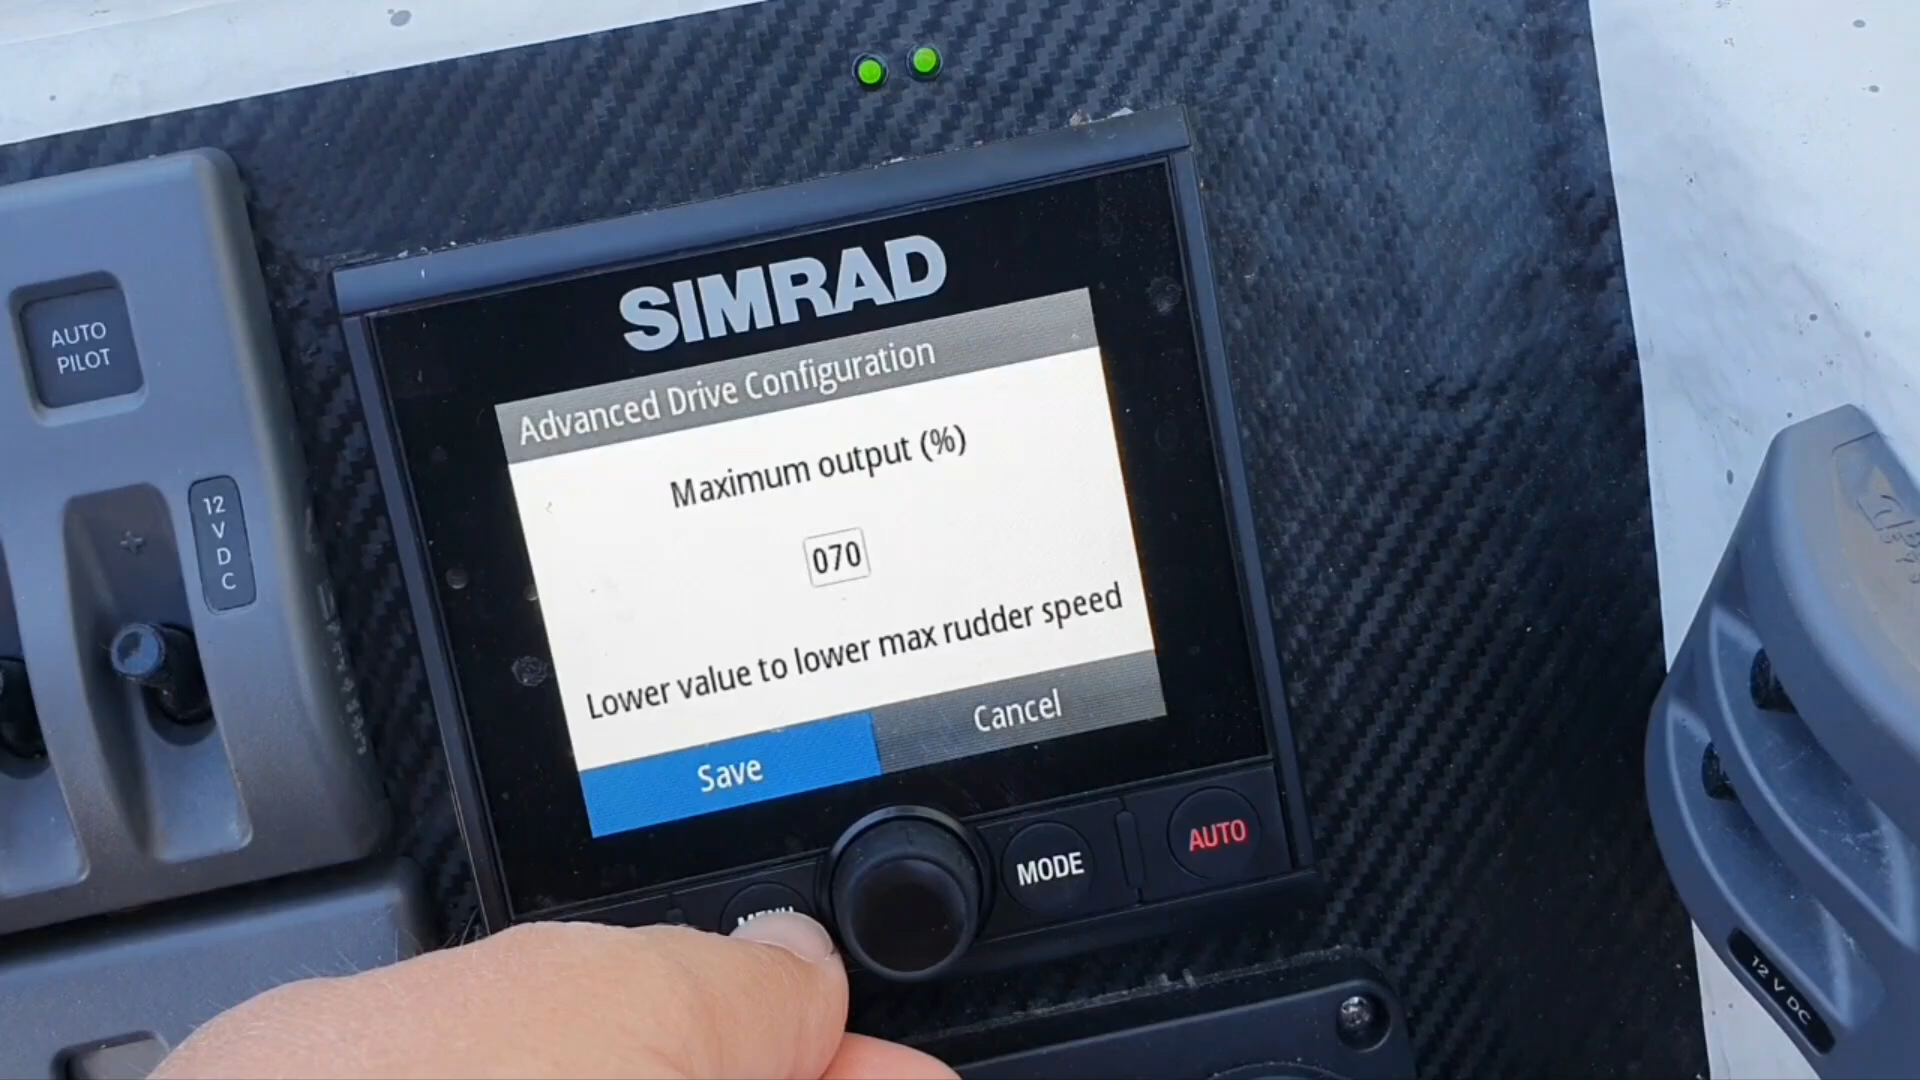 AUTO
PILOT
12
V
D
C
SIMRAD
Advanced Drive Configuration
Maximum output (%)
070
Lower value to lower max rudder speed
Save
Cancel
MENU
MODE
AUTO
12 V DC